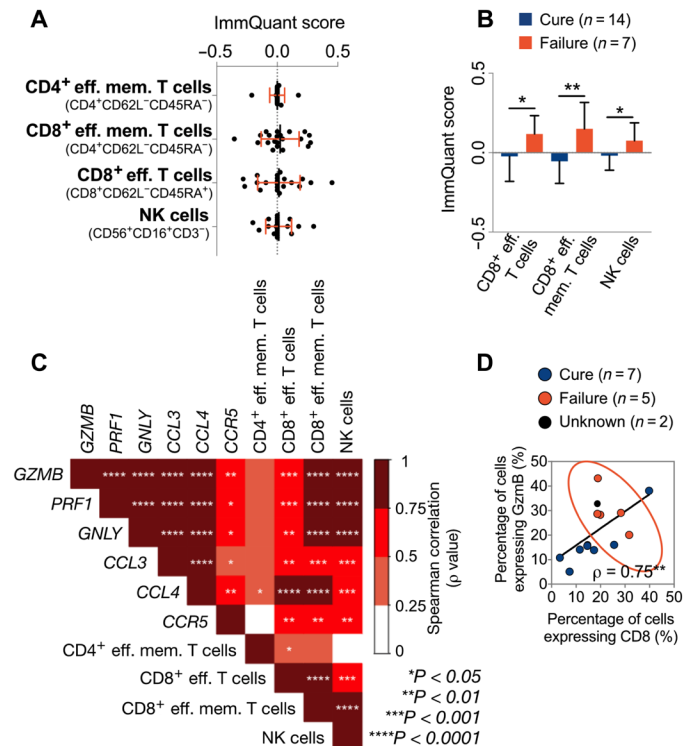 A
ImmQuant score
−0.5 0.0 0.5
CD4+ eff. mem. T cells
(CD4+CD62L−CD45RA−)
CD8+ eff. mem. T cells
(CD4+CD62L−CD45RA−)
CD8+ eff. T cells
(CD8+CD62L−CD45RA+)
NK cells
(CD56+CD16+CD3−)
B
Cure (n = 14)
Failure (n = 7)
ImmQuant score
0.5
0.0
−0.5
* ** *
CD8+ eff.
T cells
CD8+ eff.
mem. T cells
NK cells
C
GZMB
PRF1
GNLY
CCL3
CCL4
CCR5
CD4+ eff. mem. T cells
CD8+ eff. T cells
CD8+ eff. mem. T cells
NK cells
GZMB **** **** **** **** ** *** **** ****
PRF1 **** **** **** * *** **** ****
GNLY **** **** * ** **** ****
CCL3 **** * ** *** ***
CCL4 ** * **** **** ***
CCR5 ** ** **
CD4+ eff. mem. T cells *
CD8+ eff. T cells **** ***
CD8+ eff. mem. T cells ****
NK cells
1
0.75
0.5
0.25
0
Spearman correlation
(ρ value)
*P < 0.05
**P < 0.01
***P < 0.001
****P < 0.0001
D
Cure (n = 7)
Failure (n = 5)
Unknown (n = 2)
Percentage of cells
expressing GzmB (%)
50
40
30
20
10
0
ρ = 0.75**
0 10 20 30 40 50
Percentage of cells
expressing CD8 (%)